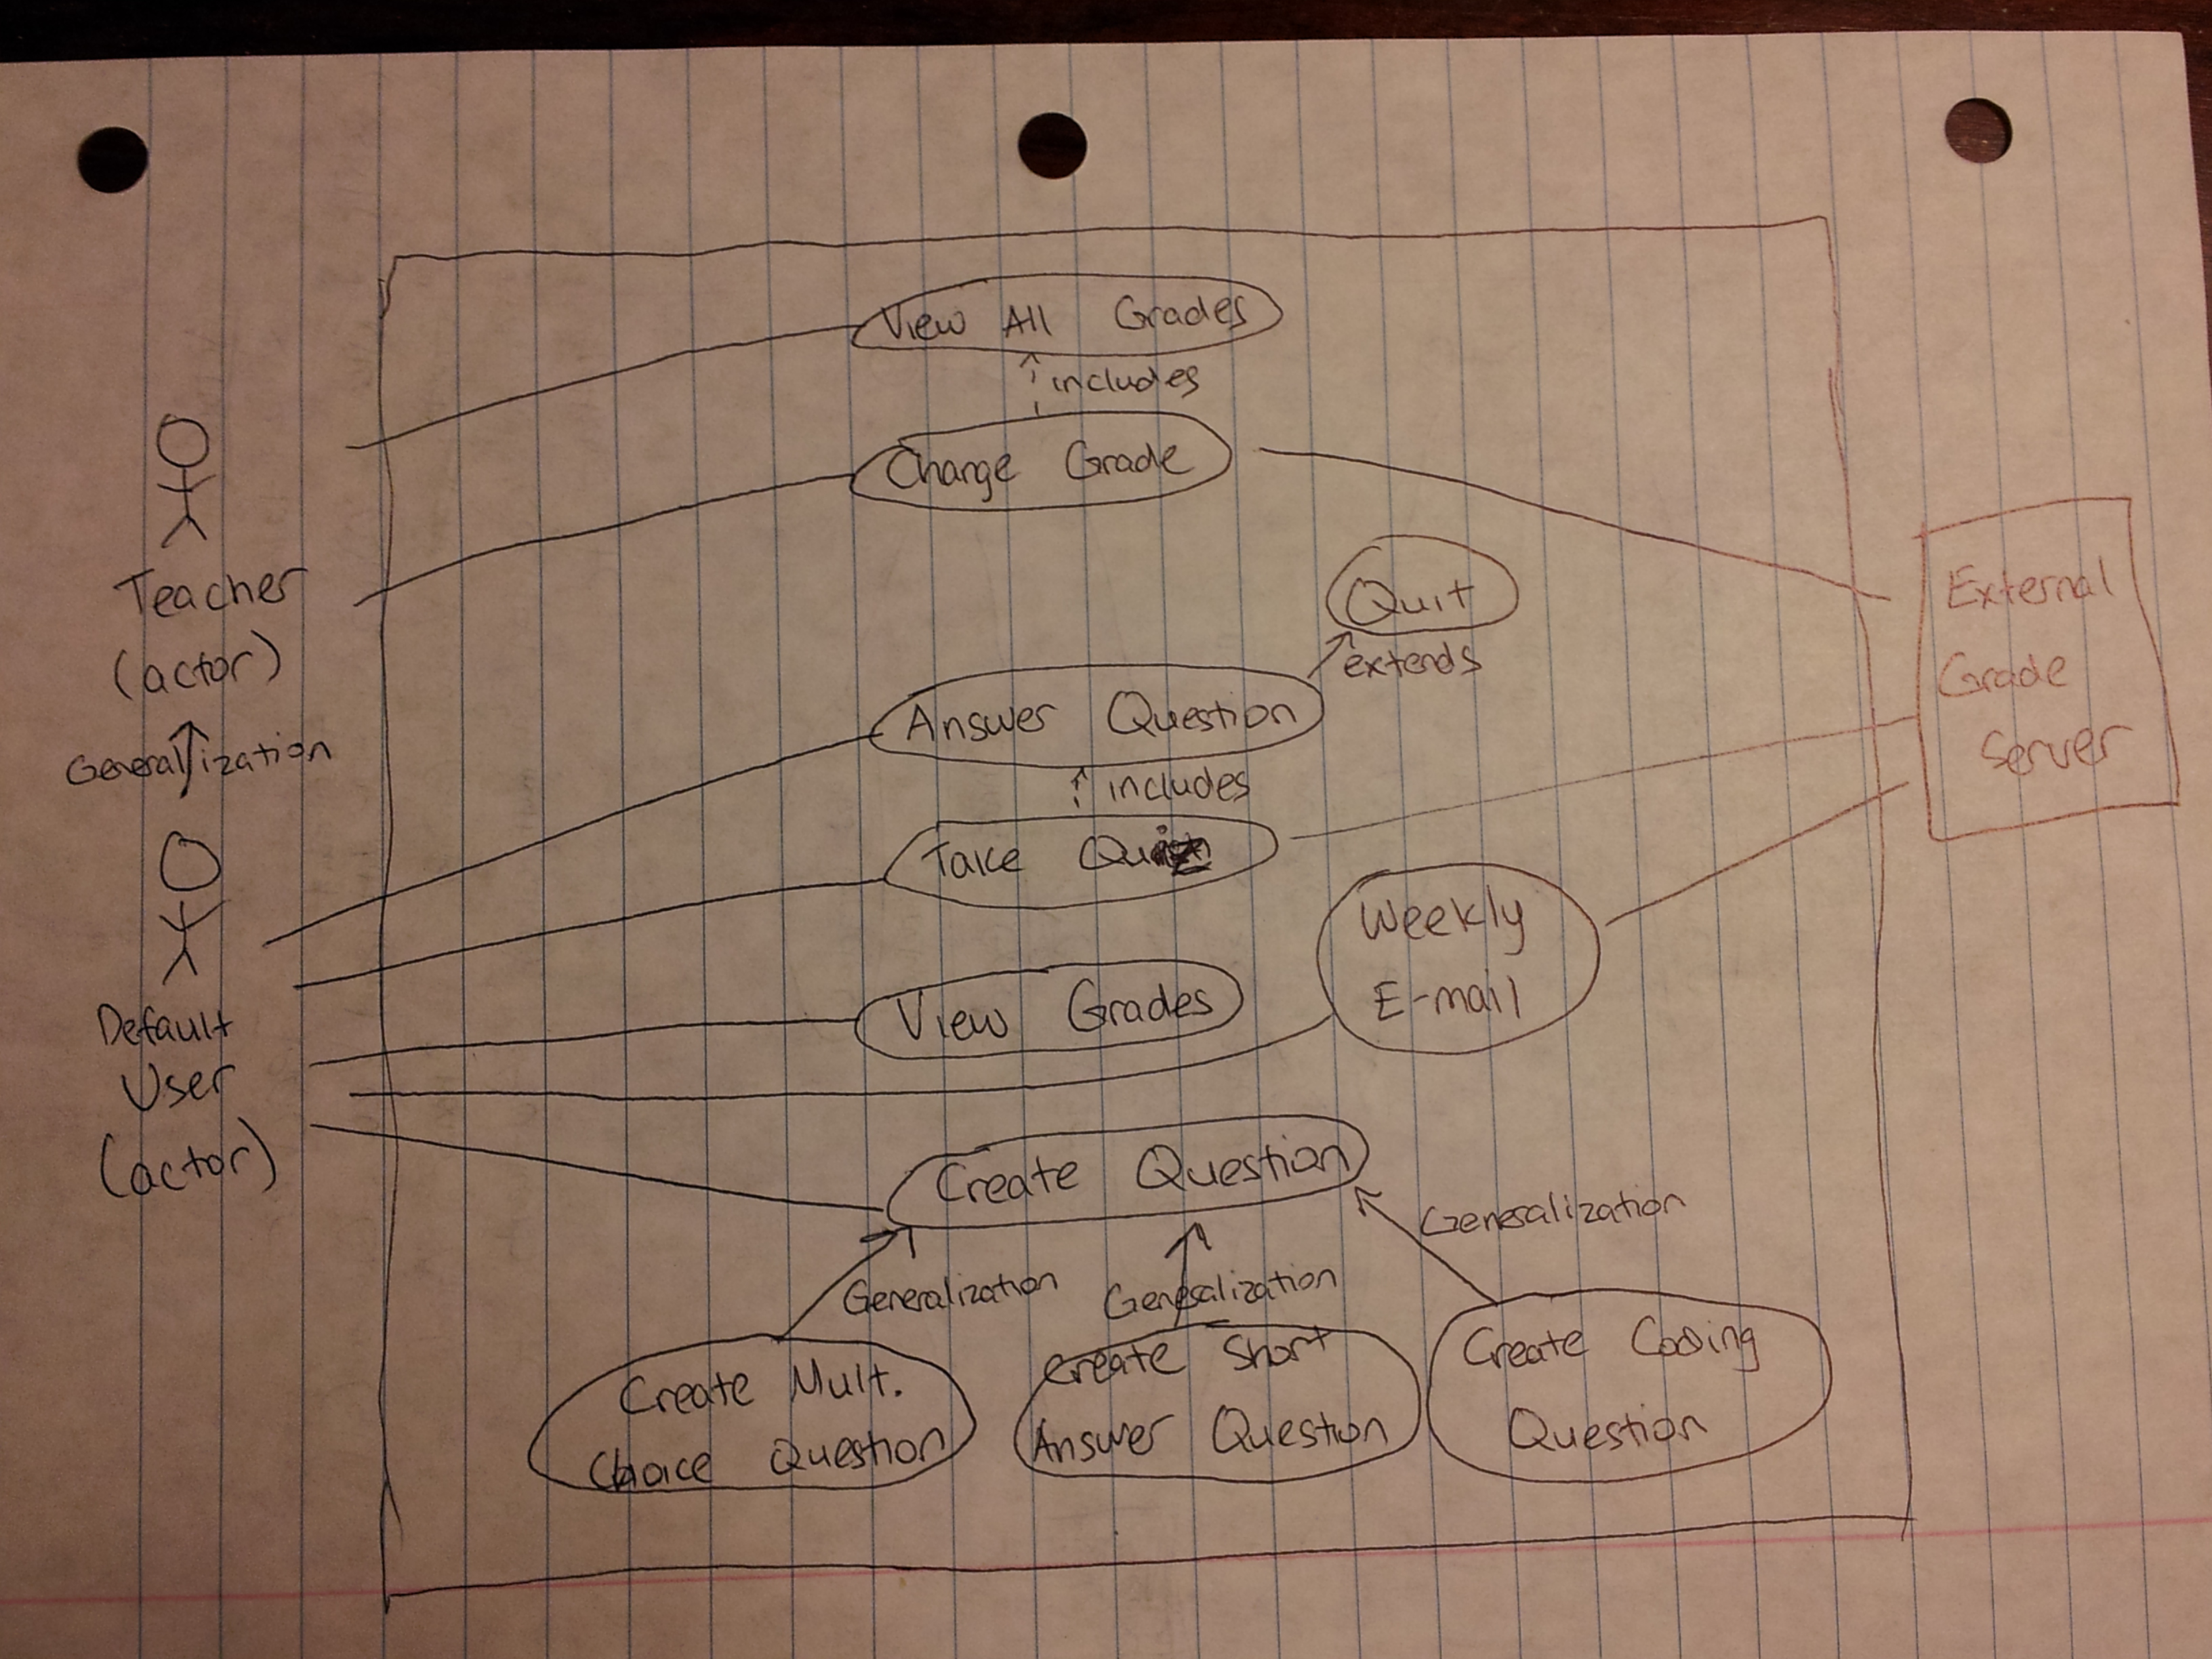 View All Grades
includes
Change Grade
Teacher
(actor)
Generalization
Default
User
(actor)
Quit
extends
Answer Question
includes
Take Quiz
View Grades
Weekly
E-mail
External
Grade
Server
Create Question
Generalization
Generalization
Generalization
Create Mult.
Choice Question
Create Short
Answer Question
Create Coding
Question